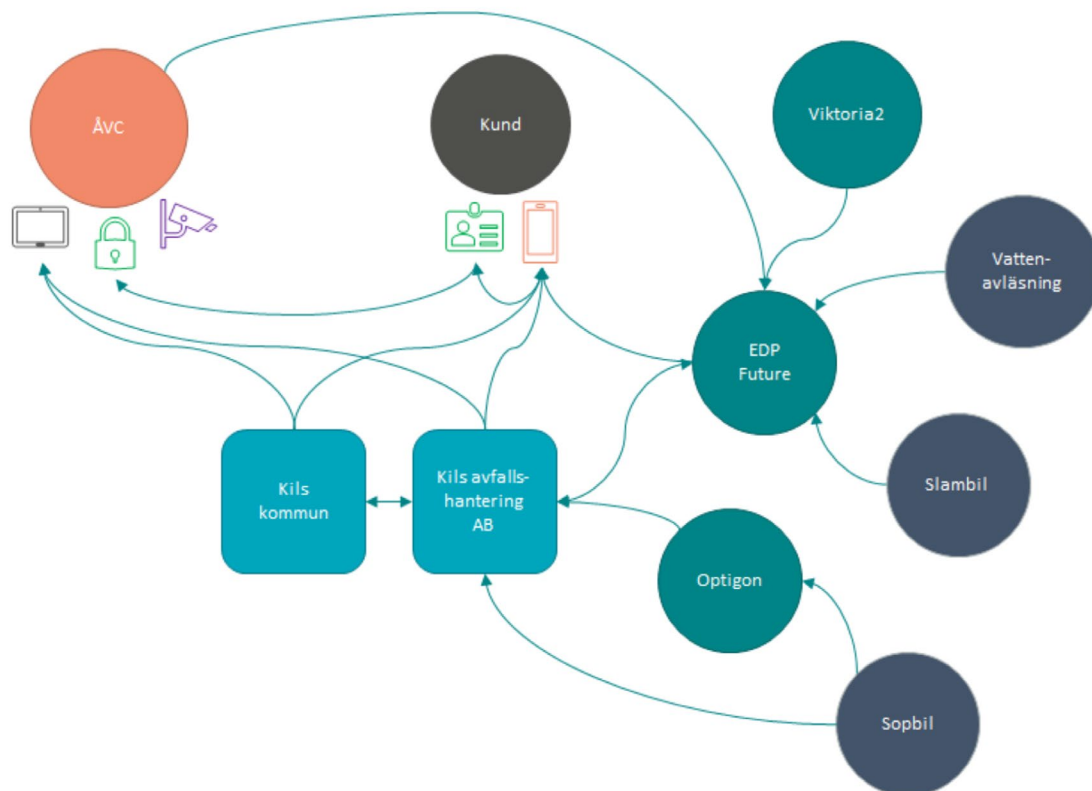 ÅVC
Kund
Viktoria2
Vatten-
avläsning
EDP
Future
Kils
kommun
Kils avfalls-
hantering
AB
Slambil
Optigon
Sopbil